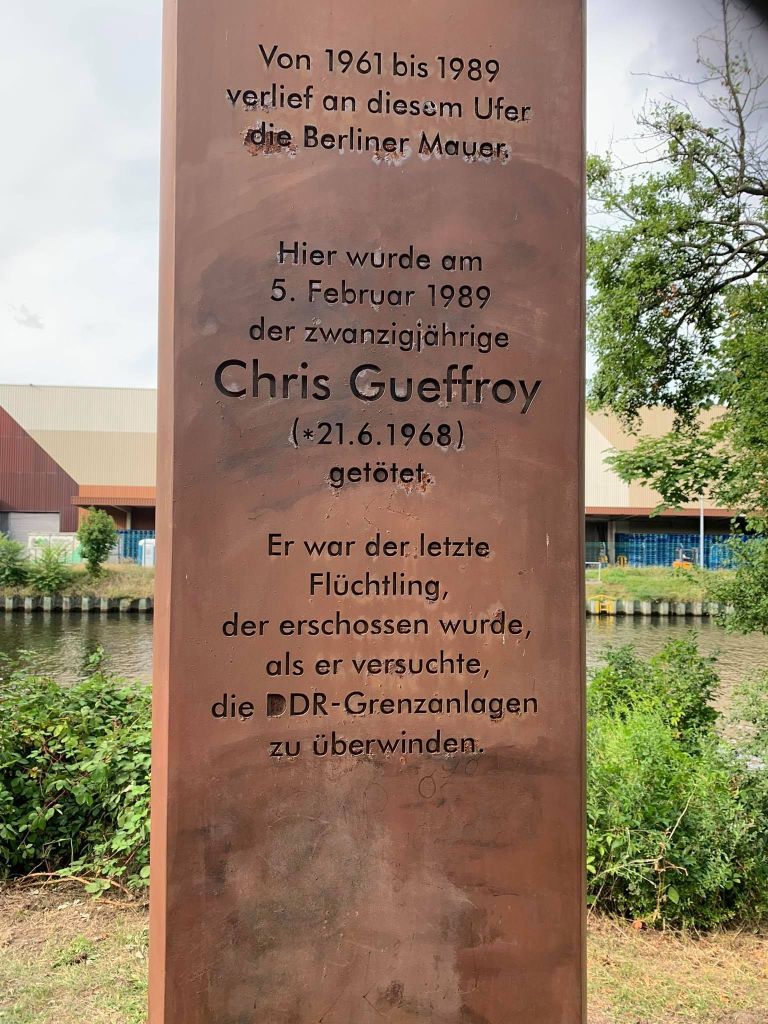 Von 1961 bis 1989
verlief an diesem Ufer
die Berliner Mauer.
Hier wurde am
5. Februar 1989
der zwanzigjährige
Chris Gueffroy
(*21.6.1968)
getötet.
Er war der letzte
Flüchtling,
der erschossen wurde,
als er versuchte,
die DDR-Grenzanlagen
zu überwinden.